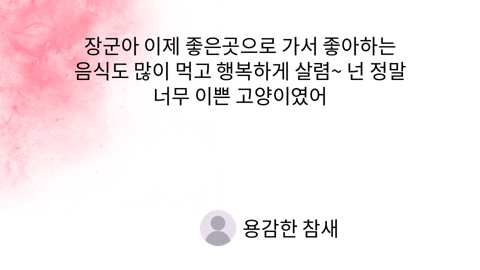 장군아 이제 좋은곳으로 가서 좋아하는
음식도 많이 먹고 행복하게 살렴~ 넌 정말
너무 이쁜 고양이였어
용감한 참새